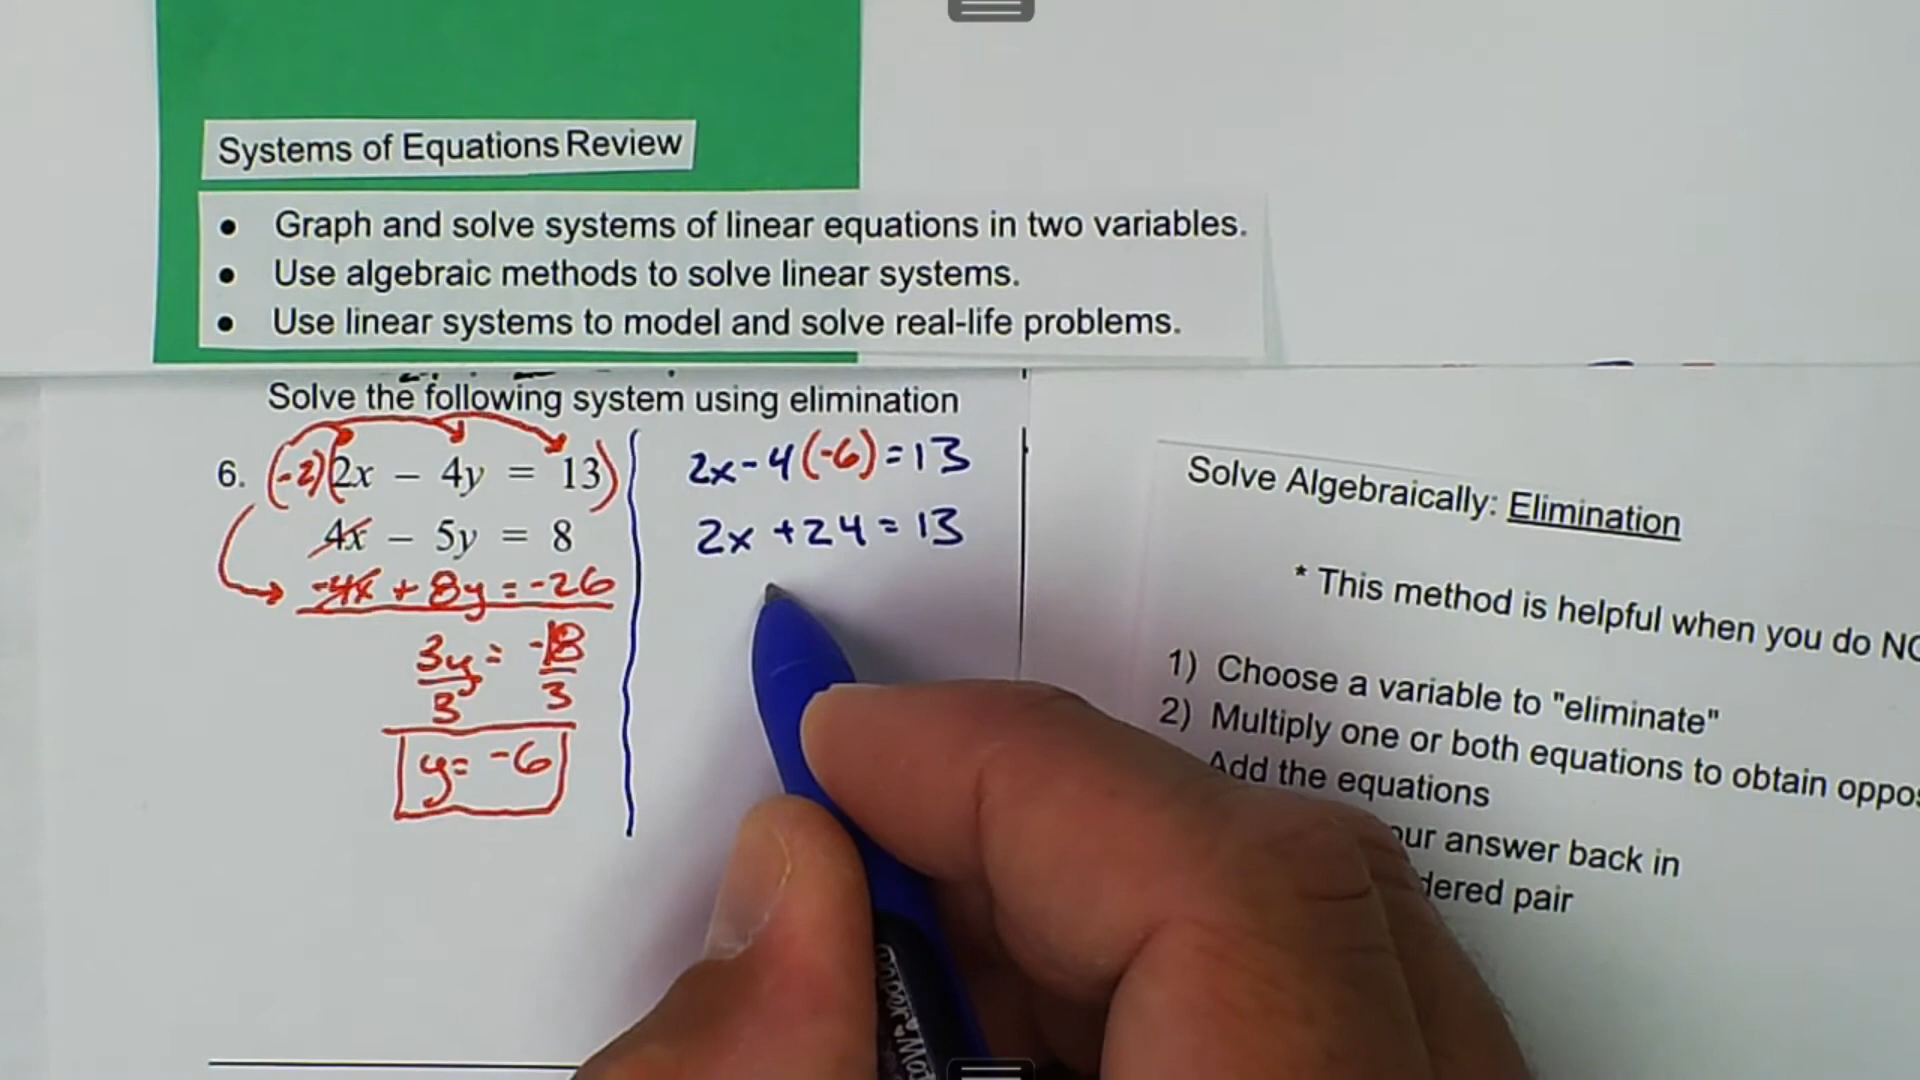 Systems of Equations Review
● Graph and solve systems of linear equations in two variables.
● Use algebraic methods to solve linear systems.
● Use linear systems to model and solve real-life problems.
Solve the following system using elimination
6. (-2)(2x − 4y = 13)
4x − 5y = 8
-4x + 8y = -26
3y = -18
3 3
y = -6
2x - 4(-6) = 13
2x + 24 = 13
Solve Algebraically: Elimination
* This method is helpful when you do
1) Choose a variable to "eliminate"
2) Multiply one or both equations to obtain
Add the equations
answer back in
pair